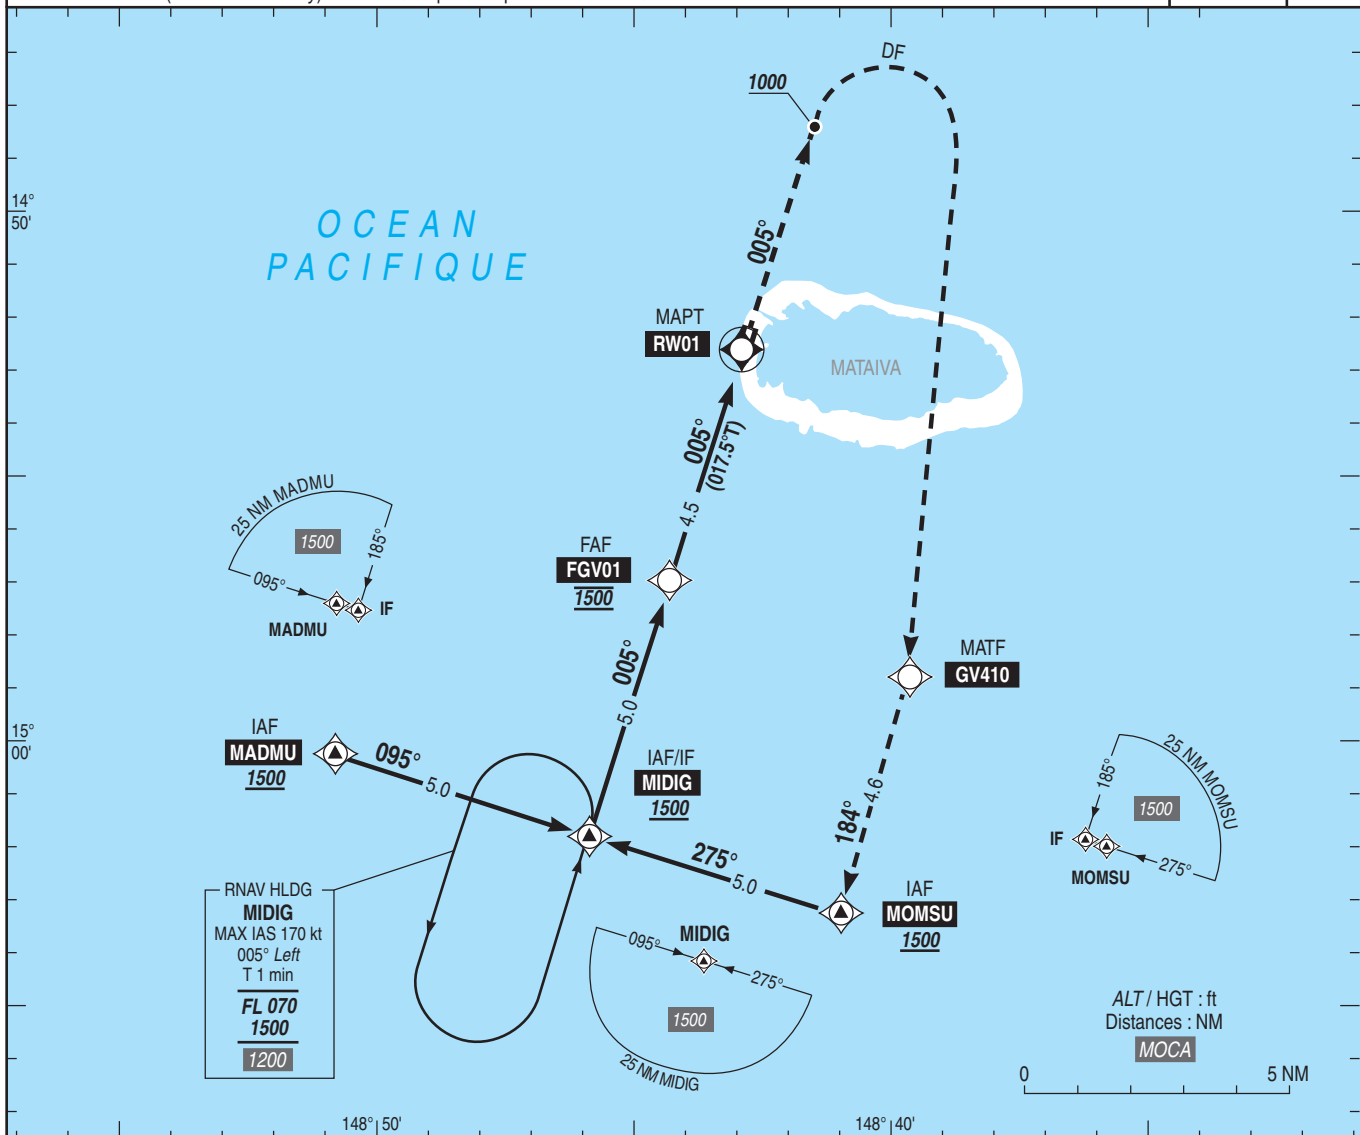 DF
1000
14°
50'
OCEAN
PACIFIQUE
005°
MAPT
RW01
MATAIVA
005°
(017.5°T)
4.5
25 NM MADMU
1500
185°
095°
IF
MADMU
FAF
FGV01
1500
005°
5.0
MATF
GV410
15°
00'
IAF
MADMU
1500
095°
5.0
IAF/IF
MIDIG
1500
184°
4.6
25 NM MOMSU
185°
1500
IF
275°
MOMSU
275°
5.0
IAF
MOMSU
1500
RNAV HLDG
MIDIG
MAX IAS 170 kt
005° Left
T 1 min
FL 070
1500
1200
MIDIG
095°
275°
1500
25 NM MIDIG
ALT / HGT : ft
Distances : NM
MOCA
0
5 NM
148° 50'
148° 40'